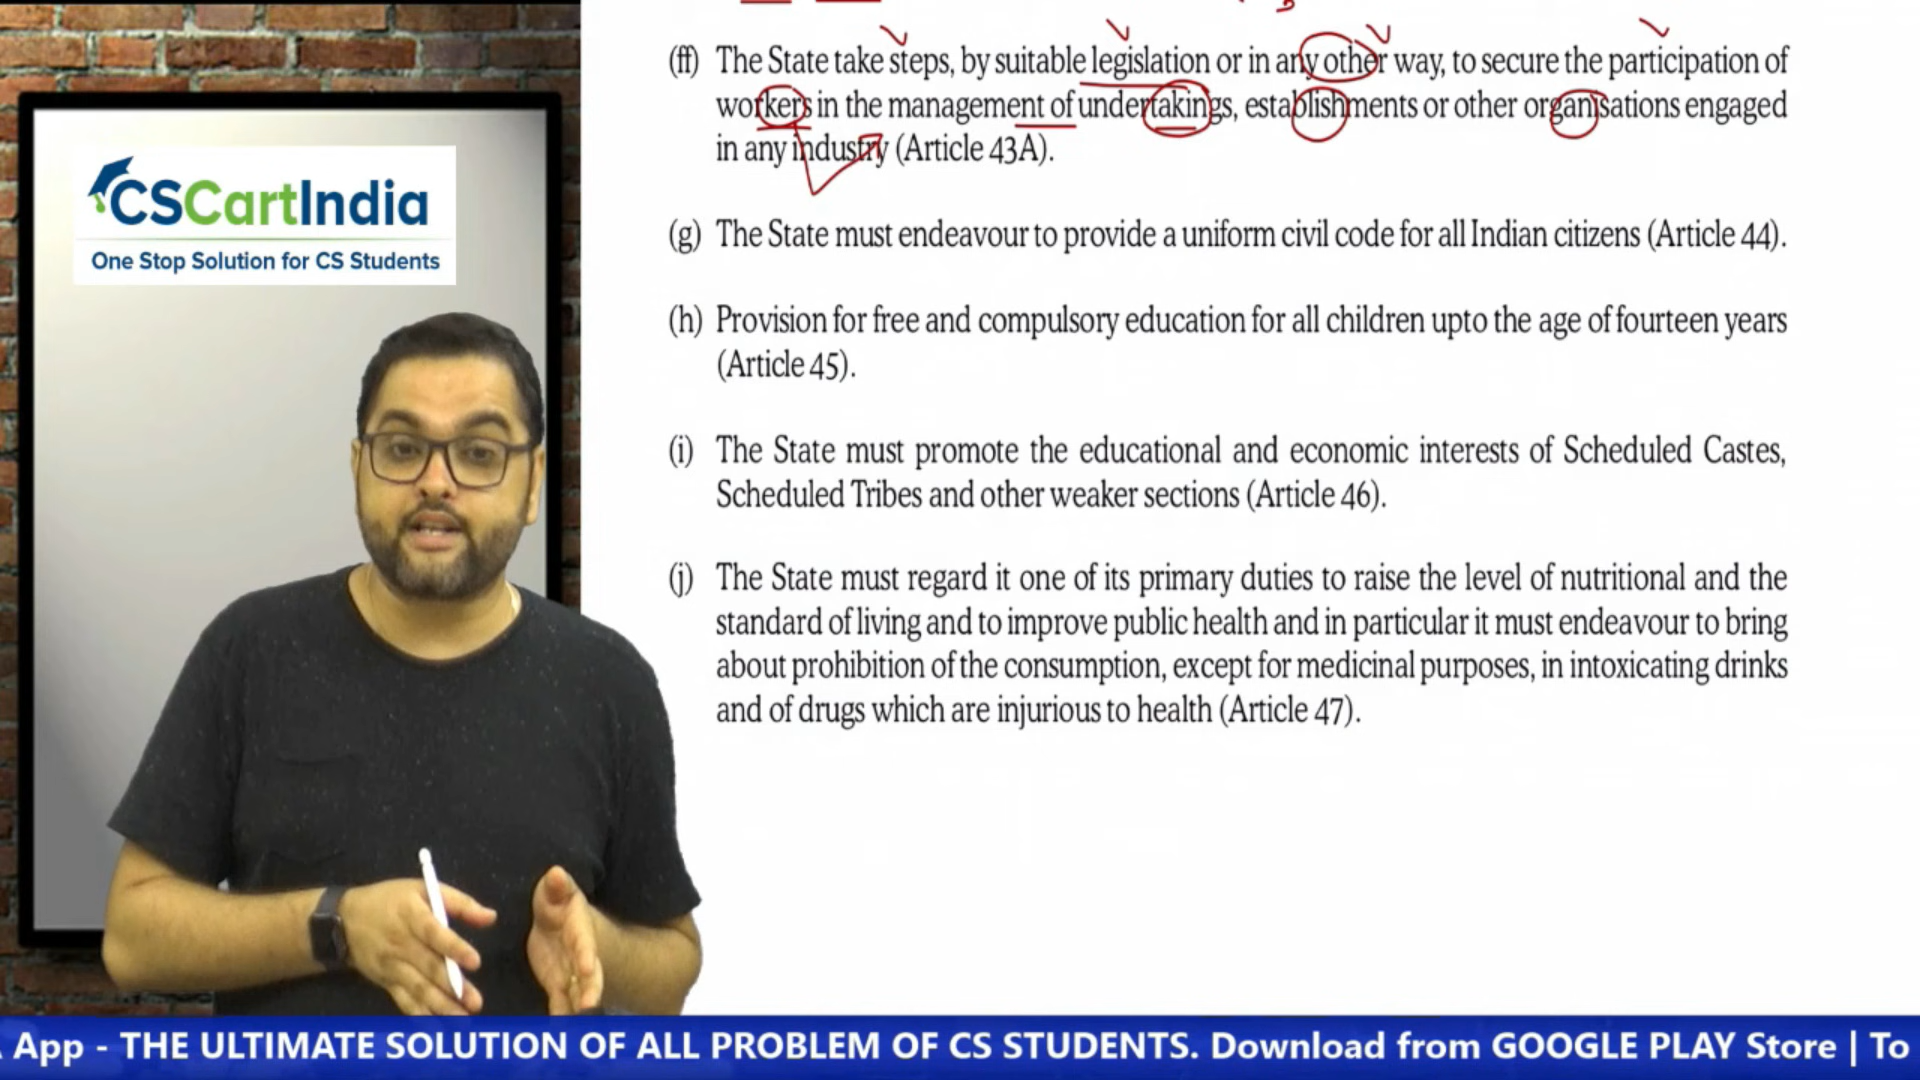 (ff) The State take steps, by suitable legislation or in any other way, to secure the participation of
workers in the management of undertakings, establishments or other organisations engaged
in any industry (Article 43A).
CSCartIndia
One Stop Solution for CS Students
(g) The State must endeavour to provide a uniform civil code for all Indian citizens (Article 44).
(h) Provision for free and compulsory education for all children upto the age of fourteen years
(Article 45).
(i) The State must promote the educational and economic interests of Scheduled Castes,
Scheduled Tribes and other weaker sections (Article 46).
(j) The State must regard it one of its primary duties to raise the level of nutritional and the
standard of living and to improve public health and in particular it must endeavour to bring
about prohibition of the consumption, except for medicinal purposes, in intoxicating drinks
and of drugs which are injurious to health (Article 47).
App - THE ULTIMATE SOLUTION OF ALL PROBLEM OF CS STUDENTS. Download from GOOGLE PLAY Store | To